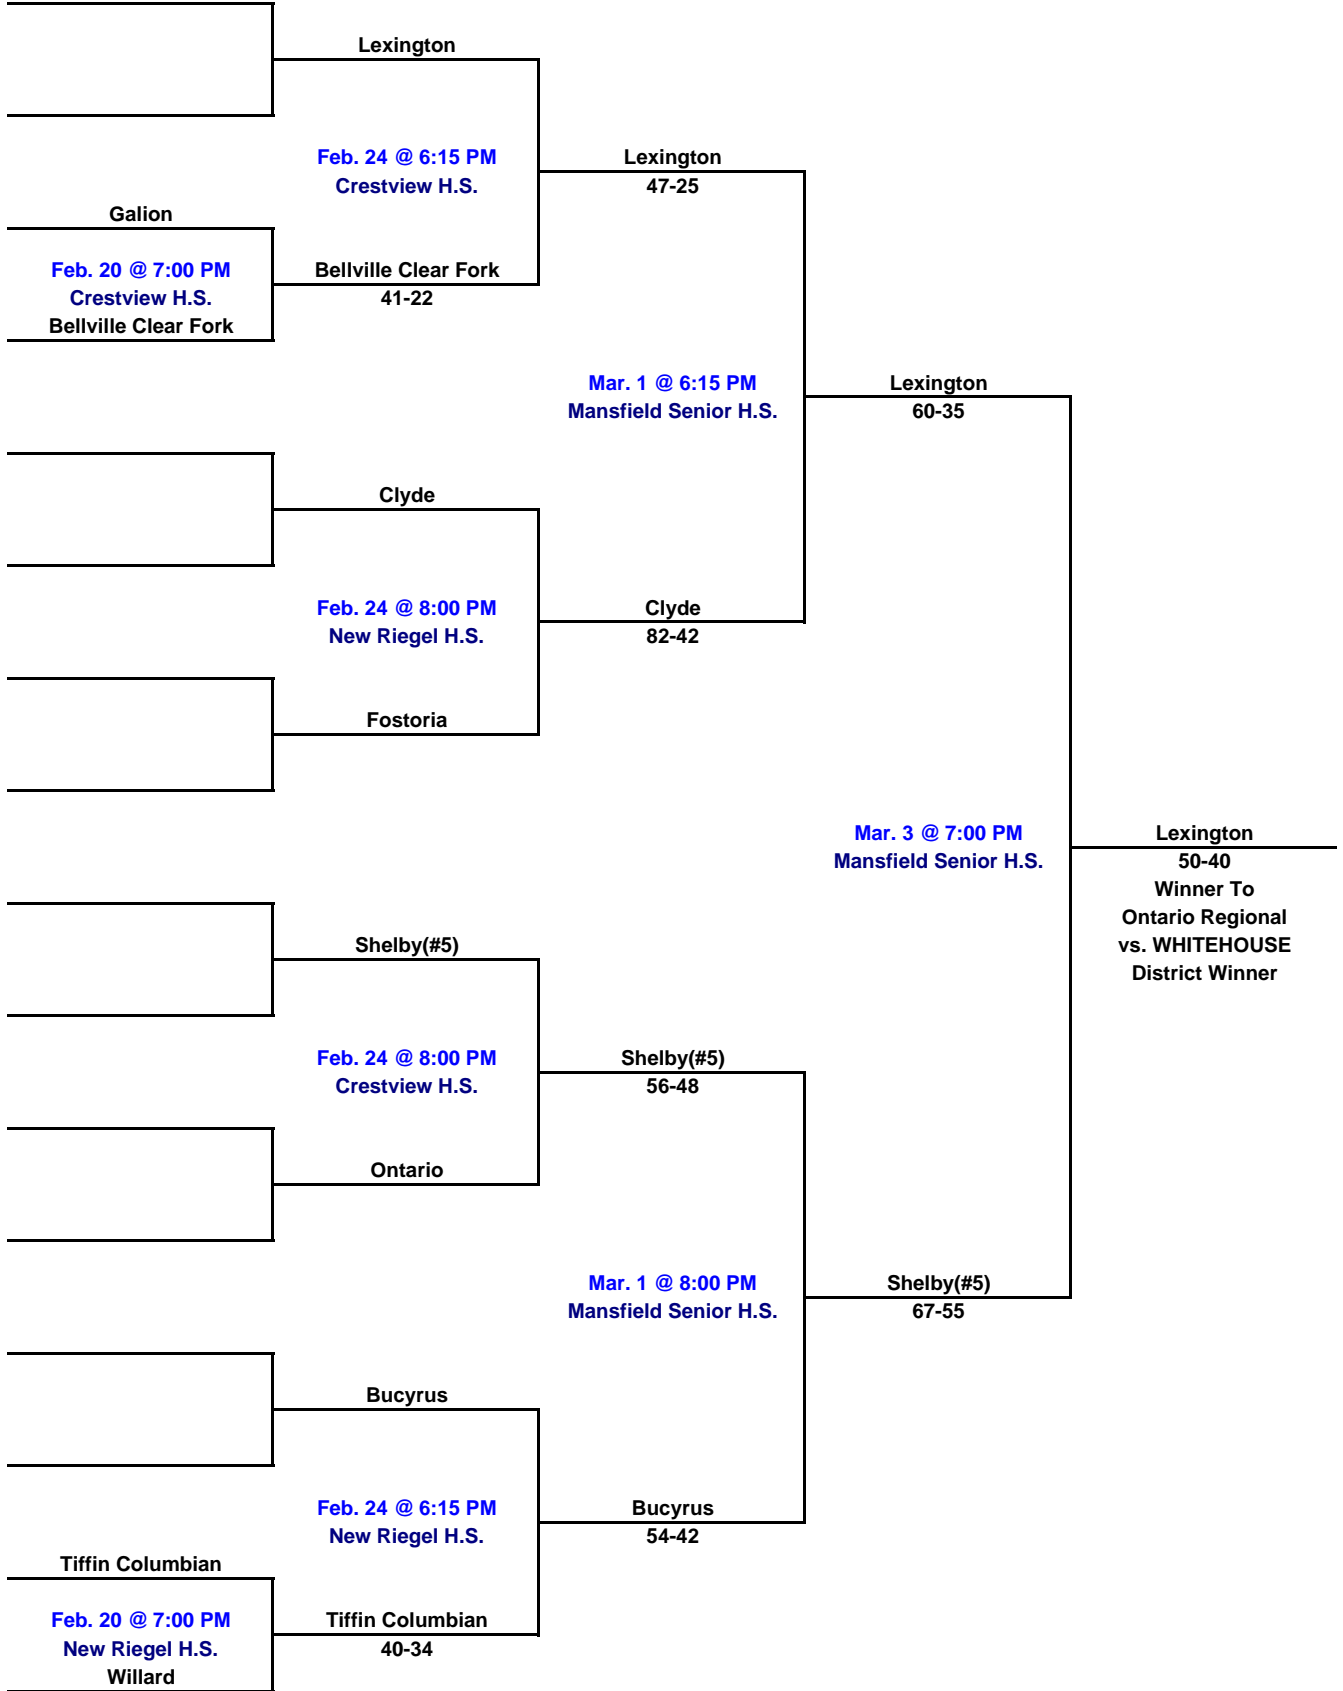 Lexington
Feb. 24 @ 6:15 PM
Crestview H.S.
Lexington
47-25
Galion
Feb. 20 @ 7:00 PM
Crestview H.S.
Bellville Clear Fork
Bellville Clear Fork
41-22
Mar. 1 @ 6:15 PM
Mansfield Senior H.S.
Lexington
60-35
Clyde
Feb. 24 @ 8:00 PM
New Riegel H.S.
Clyde
82-42
Fostoria
Mar. 3 @ 7:00 PM
Mansfield Senior H.S.
Lexington
50-40
Winner To
Ontario Regional
vs. WHITEHOUSE
District Winner
Shelby(#5)
Feb. 24 @ 8:00 PM
Crestview H.S.
Shelby(#5)
56-48
Ontario
Mar. 1 @ 8:00 PM
Mansfield Senior H.S.
Shelby(#5)
67-55
Bucyrus
Feb. 24 @ 6:15 PM
New Riegel H.S.
Bucyrus
54-42
Tiffin Columbian
Feb. 20 @ 7:00 PM
New Riegel H.S.
Willard
Tiffin Columbian
40-34